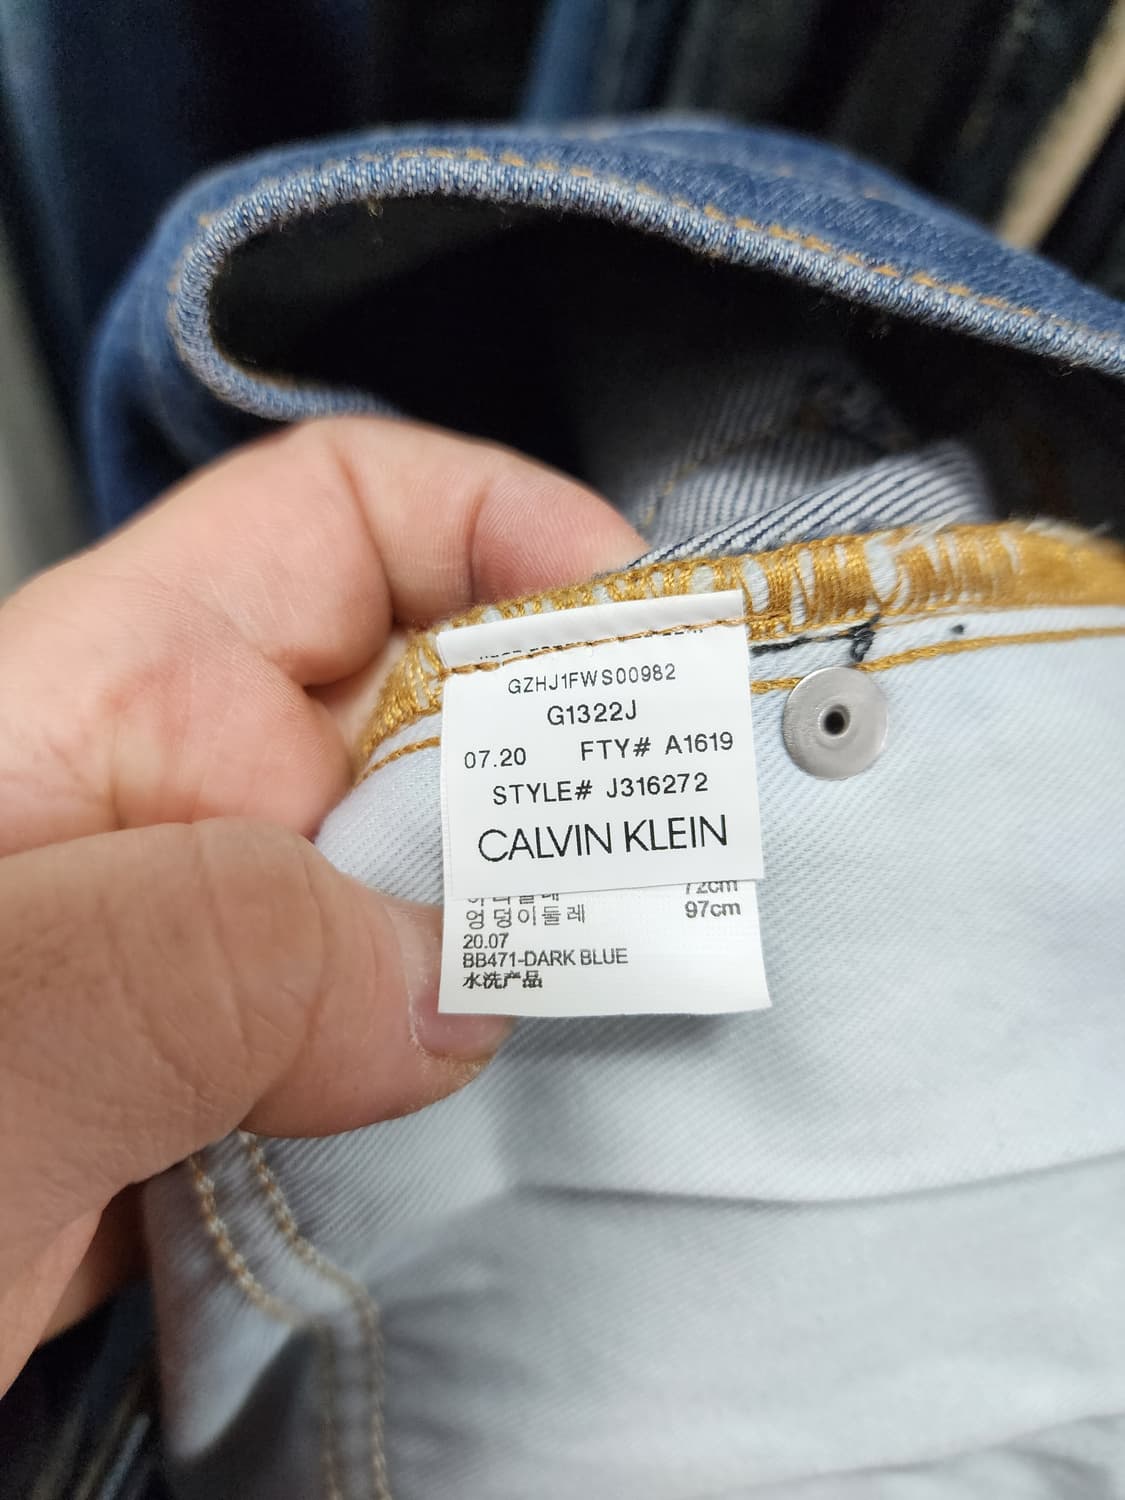 GZHJ1FWS00982
G1322J
07.20 FTY# A1619
STYLE# J316272
CALVIN KLEIN
72cm
엉덩이둘레 97cm
20.07
BB471-DARK BLUE
水洗产品